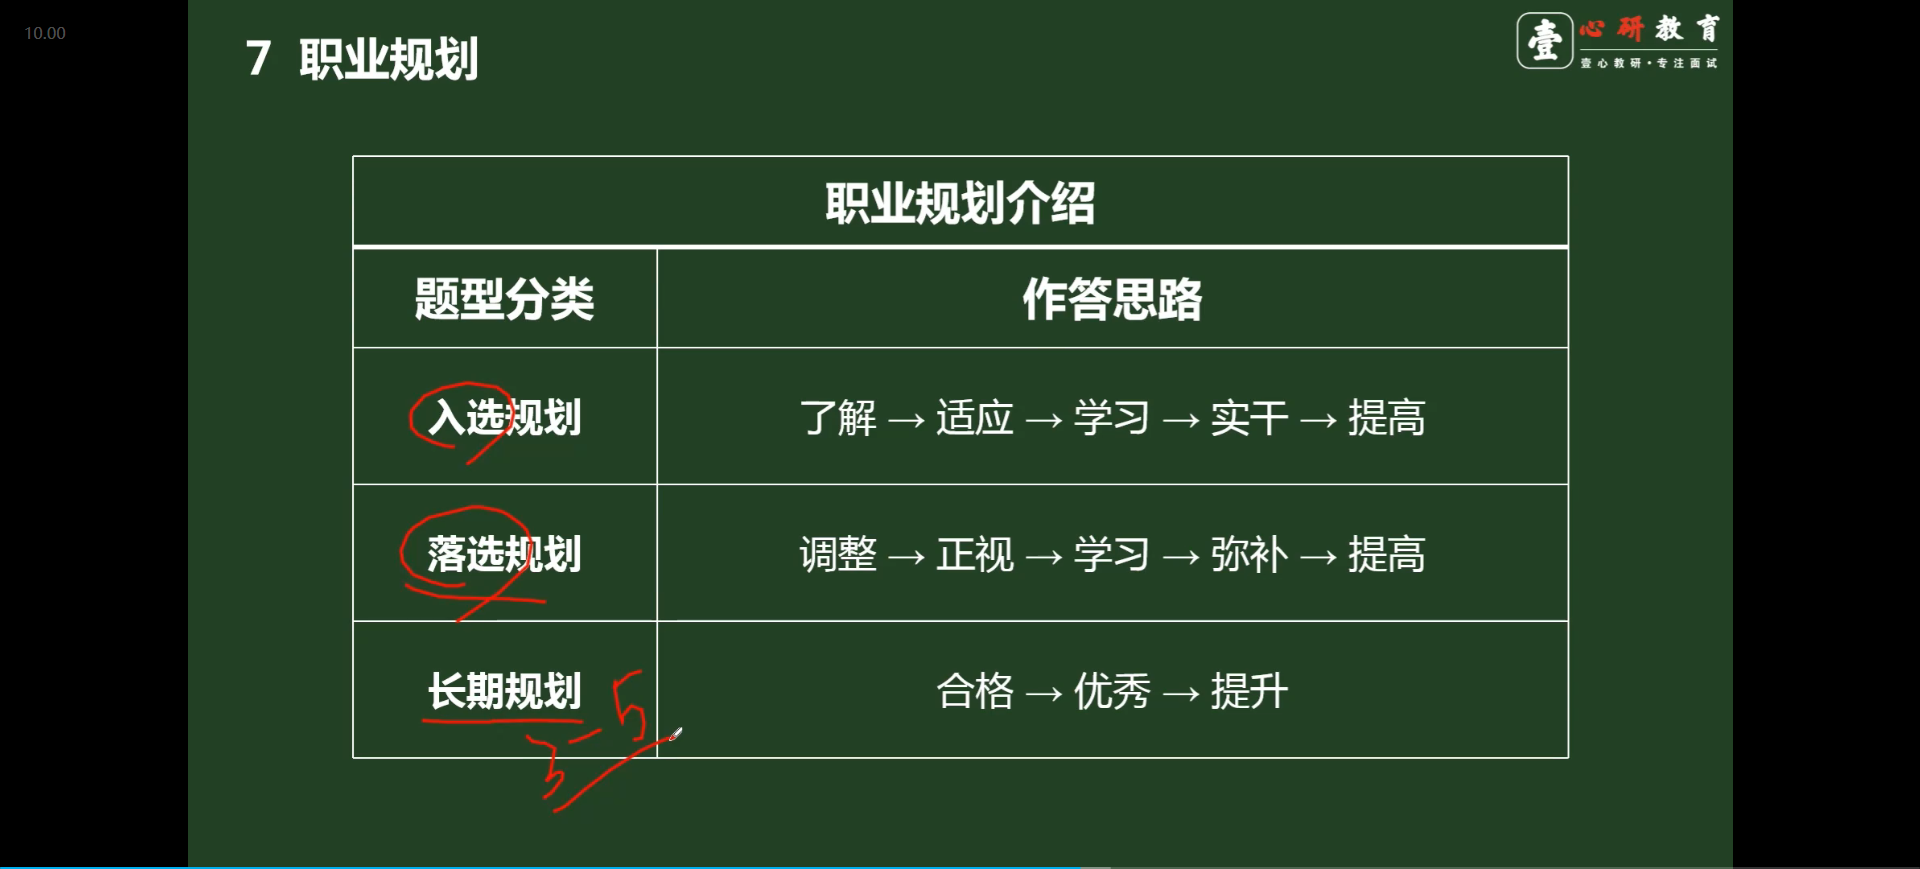 10.00
7 职业规划
壹 心研教育
壹心教研·专注面试
职业规划介绍
题型分类 作答思路
入选规划 了解 → 适应 → 学习 → 实干 → 提高
落选规划 调整 → 正视 → 学习 → 弥补 → 提高
长期规划 合格 → 优秀 → 提升
3-5